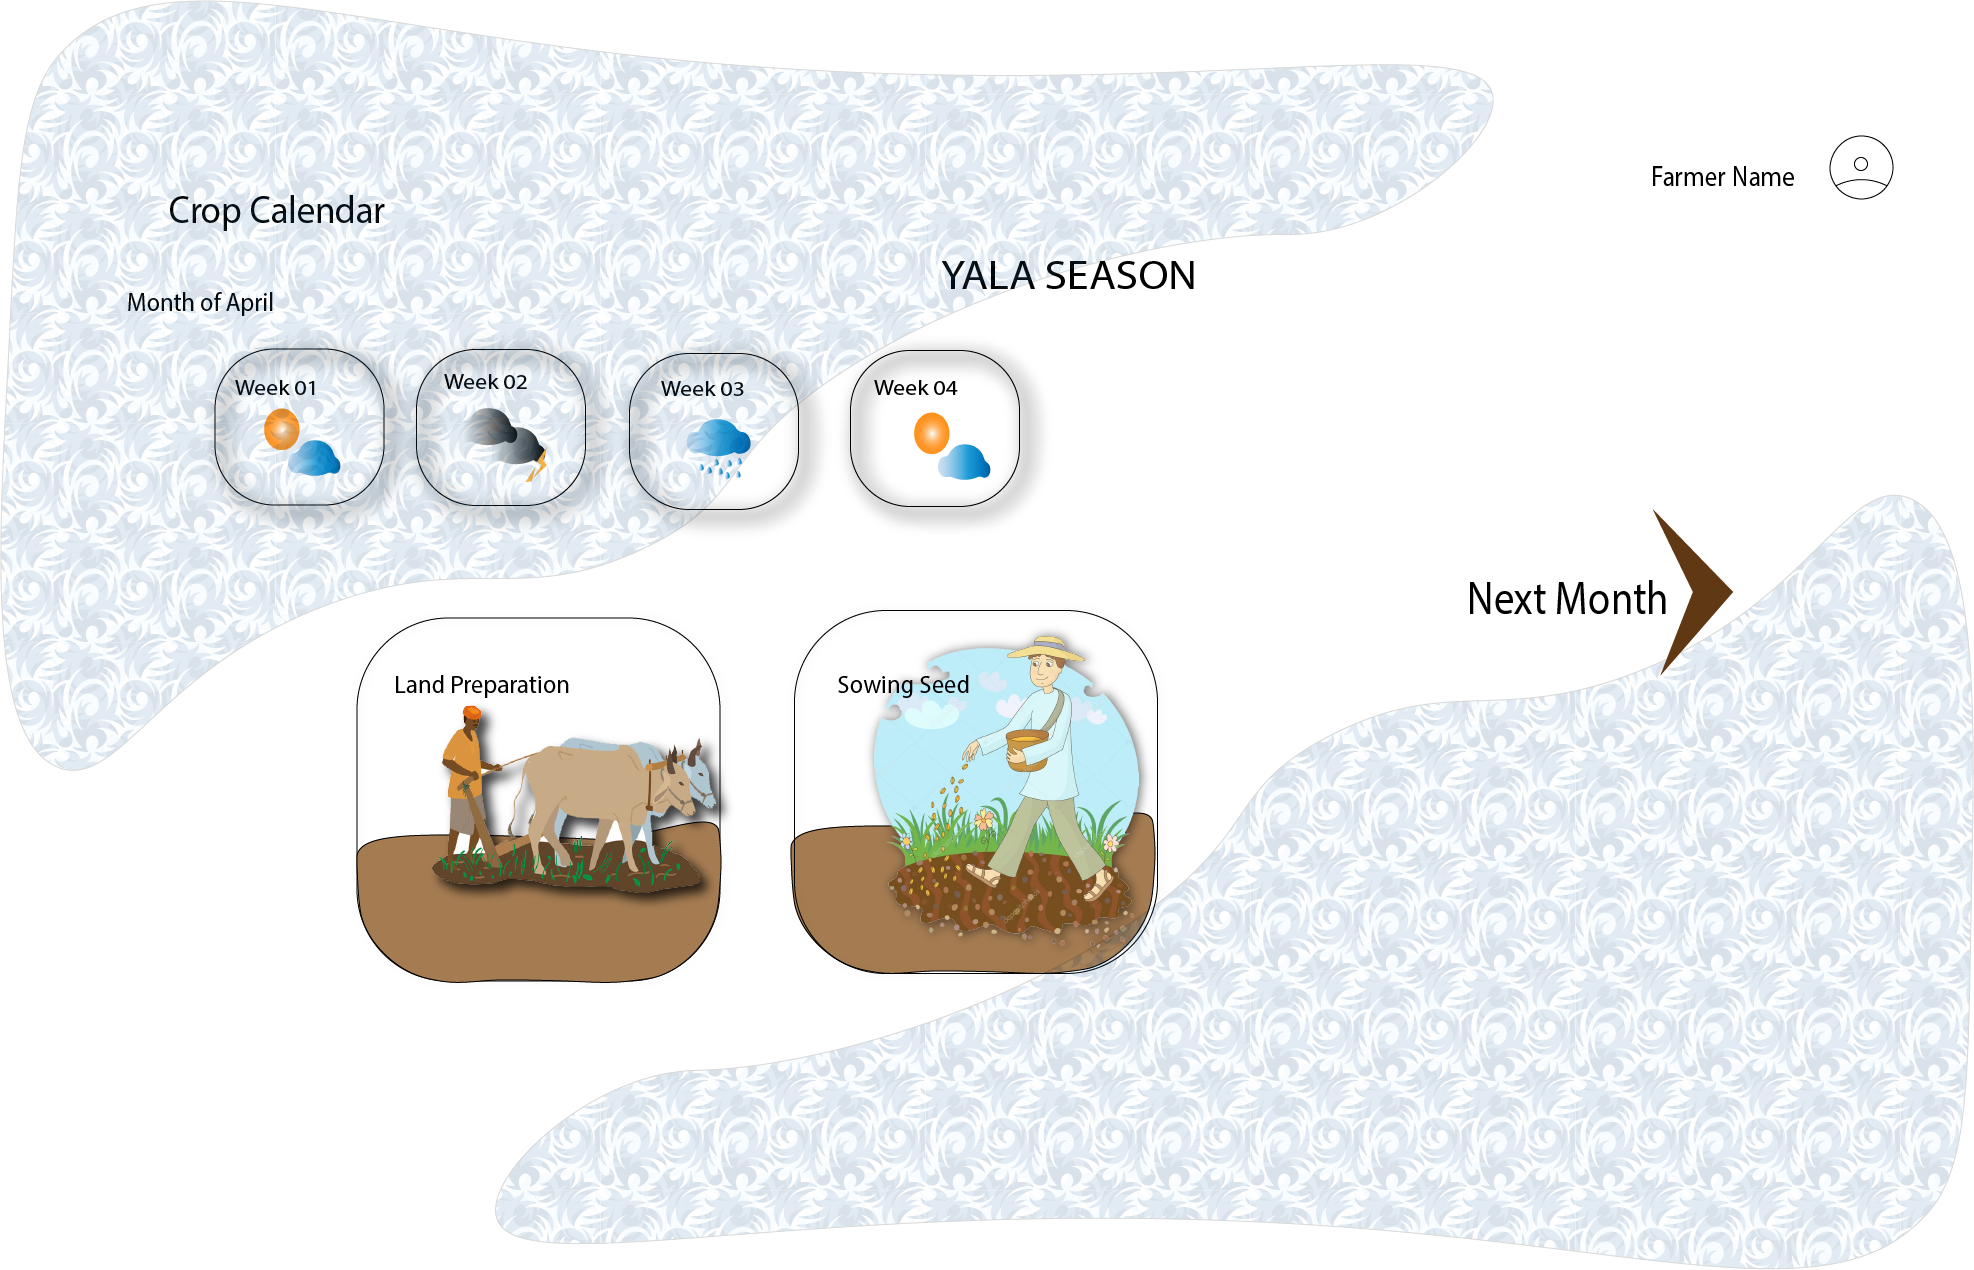 Farmer Name
Crop Calendar
YALA SEASON
Month of April
Week 01
Week 02
Week 03
Week 04
Next Month
Land Preparation
Sowing Seed